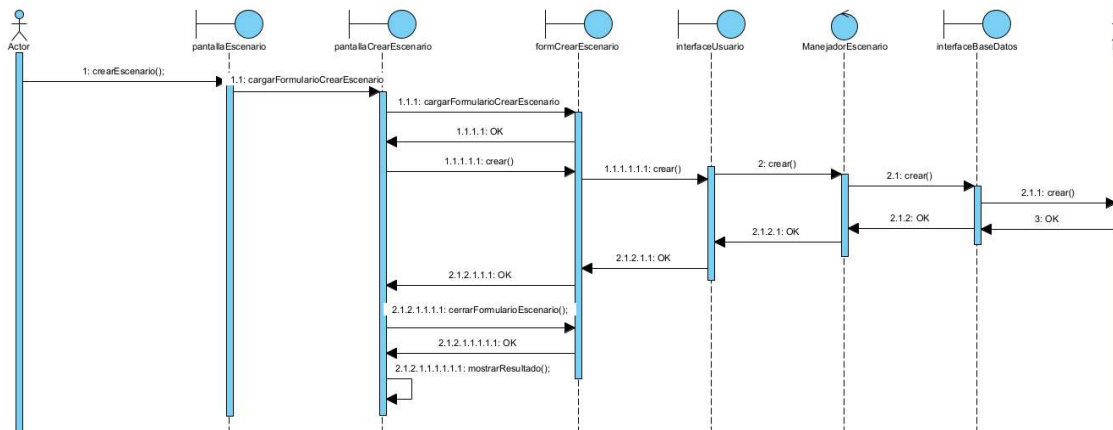 Actor
pantallaEscenario
pantallaCrearEscenario
formCrearEscenario
interfaceUsuario
ManejadorEscenario
interfaceBaseDatos
1: crearEscenario();
1.1: cargarFormularioCrearEscenario
1.1.1: cargarFormularioCrearEscenario
1.1.1.1: OK
1.1.1.1.1: crear()
1.1.1.1.1.1: crear()
2: crear()
2.1: crear()
2.1.1: crear()
3: OK
2.1.2: OK
2.1.2.1: OK
2.1.2.1.1: OK
2.1.2.1.1.1: OK
2.1.2.1.1.1.1: cerrarFormularioEscenario();
2.1.2.1.1.1.1.1: OK
2.1.2.1.1.1.1.1.1: mostrarResultado();